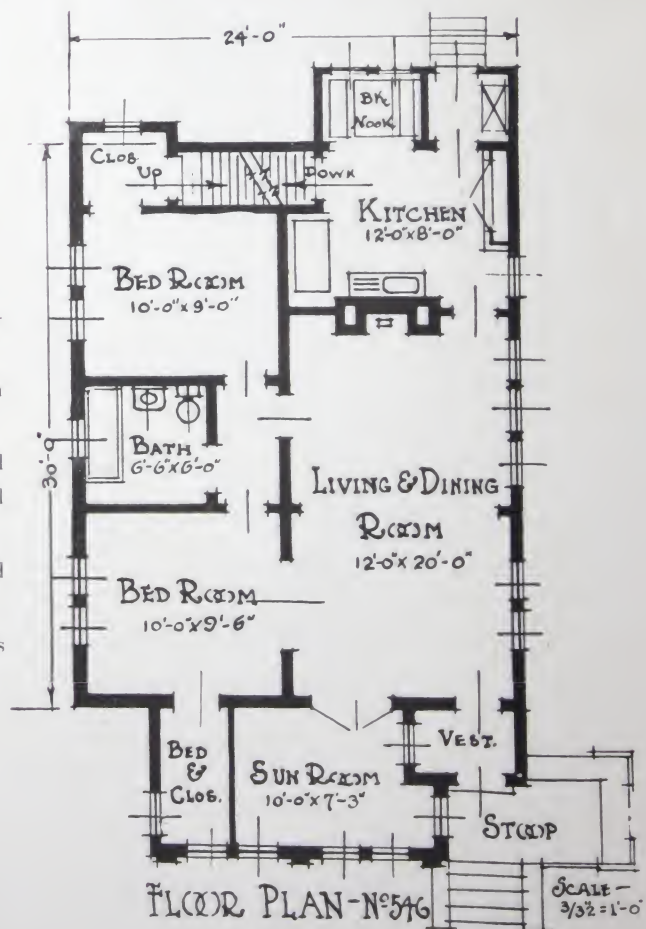 24'-0"
BK.
NOOK
CLOS.
UP
DOWN
KITCHEN
12'-0"x8'-0"
BED ROOM
10'-0"x9'-0"
30'-0"
BATH
6'-6"x6'-0"
LIVING & DINING
ROOM
12'-0"x20'-0"
BED ROOM
10'-0"x9'-6"
BED
&
CLOS.
SUN ROOM
10'-0"x7'-3"
VEST.
STOOP
FLOOR PLAN-Nº546
SCALE-
3/32"=1'-0"